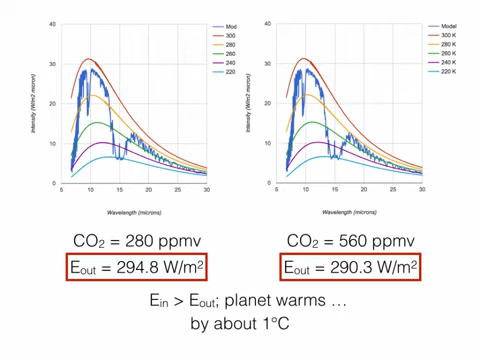 40
30
20
10
0
5
10
15
20
25
30
Intensity (W/m2 micron)
Wavelength (microns)
Mod
300
280
260
240
220
40
30
20
10
0
5
10
15
20
25
30
Intensity (W/m2 micron)
Wavelength (microns)
Model
300 K
280 K
260 K
240 K
220 K
CO₂ = 280 ppmv
CO₂ = 560 ppmv
Eout = 294.8 W/m²
Eout = 290.3 W/m²
Ein > Eout; planet warms …
by about 1°C